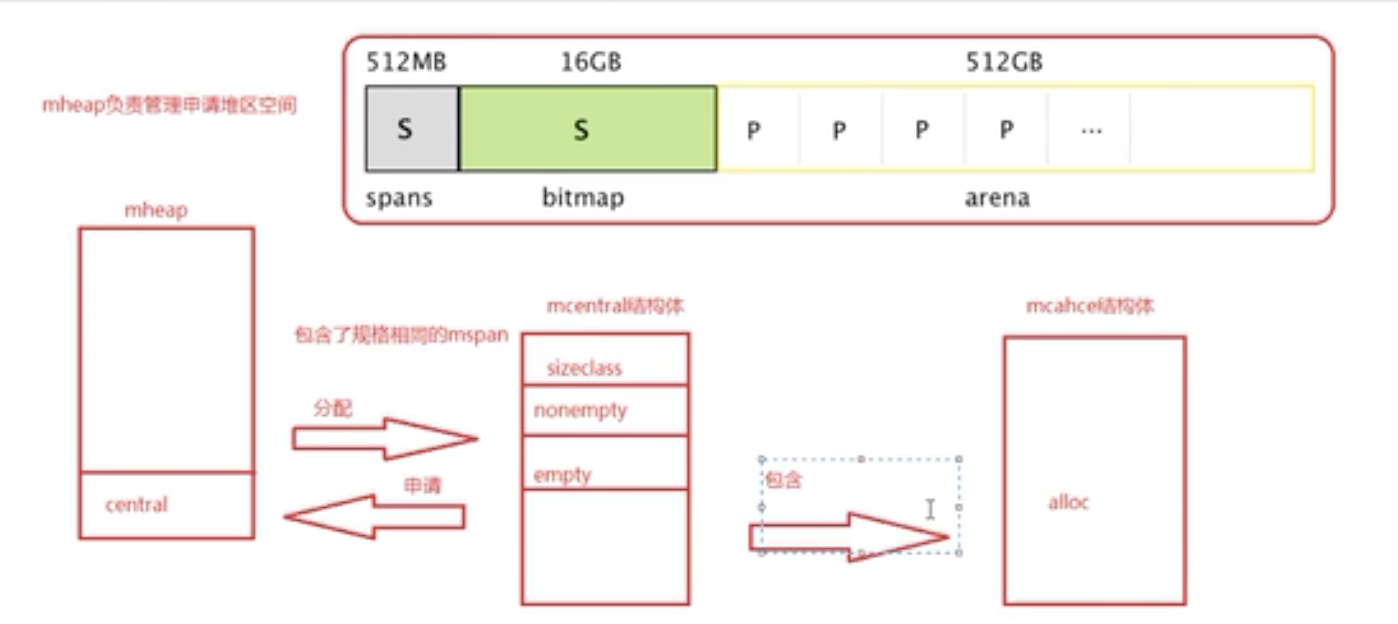 512MB 16GB 512GB
mheap负责管理申请堆区空间
S S P P P P ...
spans bitmap arena
mheap
mcentral结构体 mcahce结构体
包含了规格相同的mspan
sizeclass
分配 nonempty
empty
申请
包含
central alloc